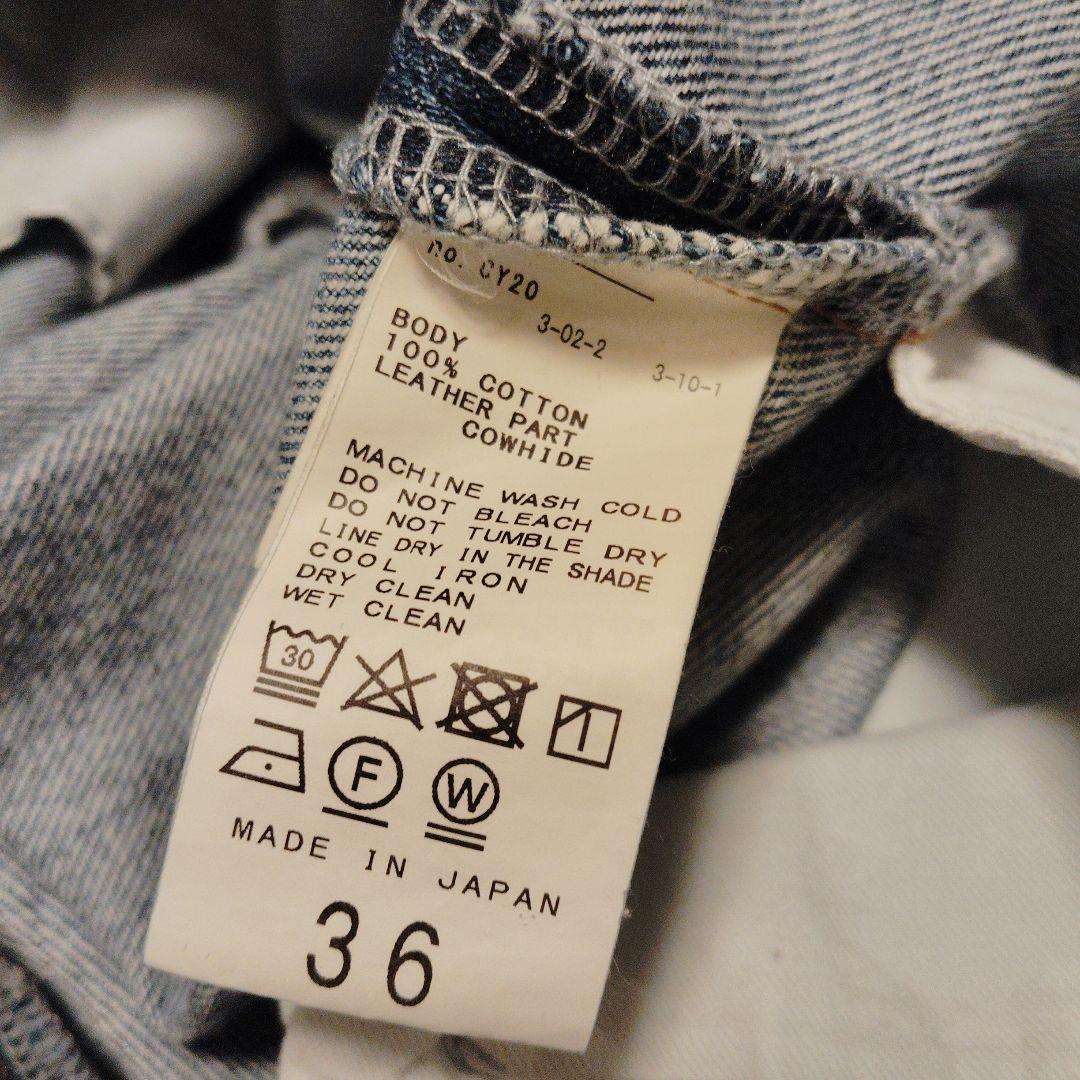 No. CY20
3-02-2 3-10-1
BODY
100% COTTON
LEATHER PART
COWHIDE
MACHINE WASH COLD
DO NOT BLEACH
DO NOT TUMBLE DRY
LINE DRY IN THE SHADE
COOL IRON
DRY CLEAN
WET CLEAN
30
F W
MADE IN JAPAN
36